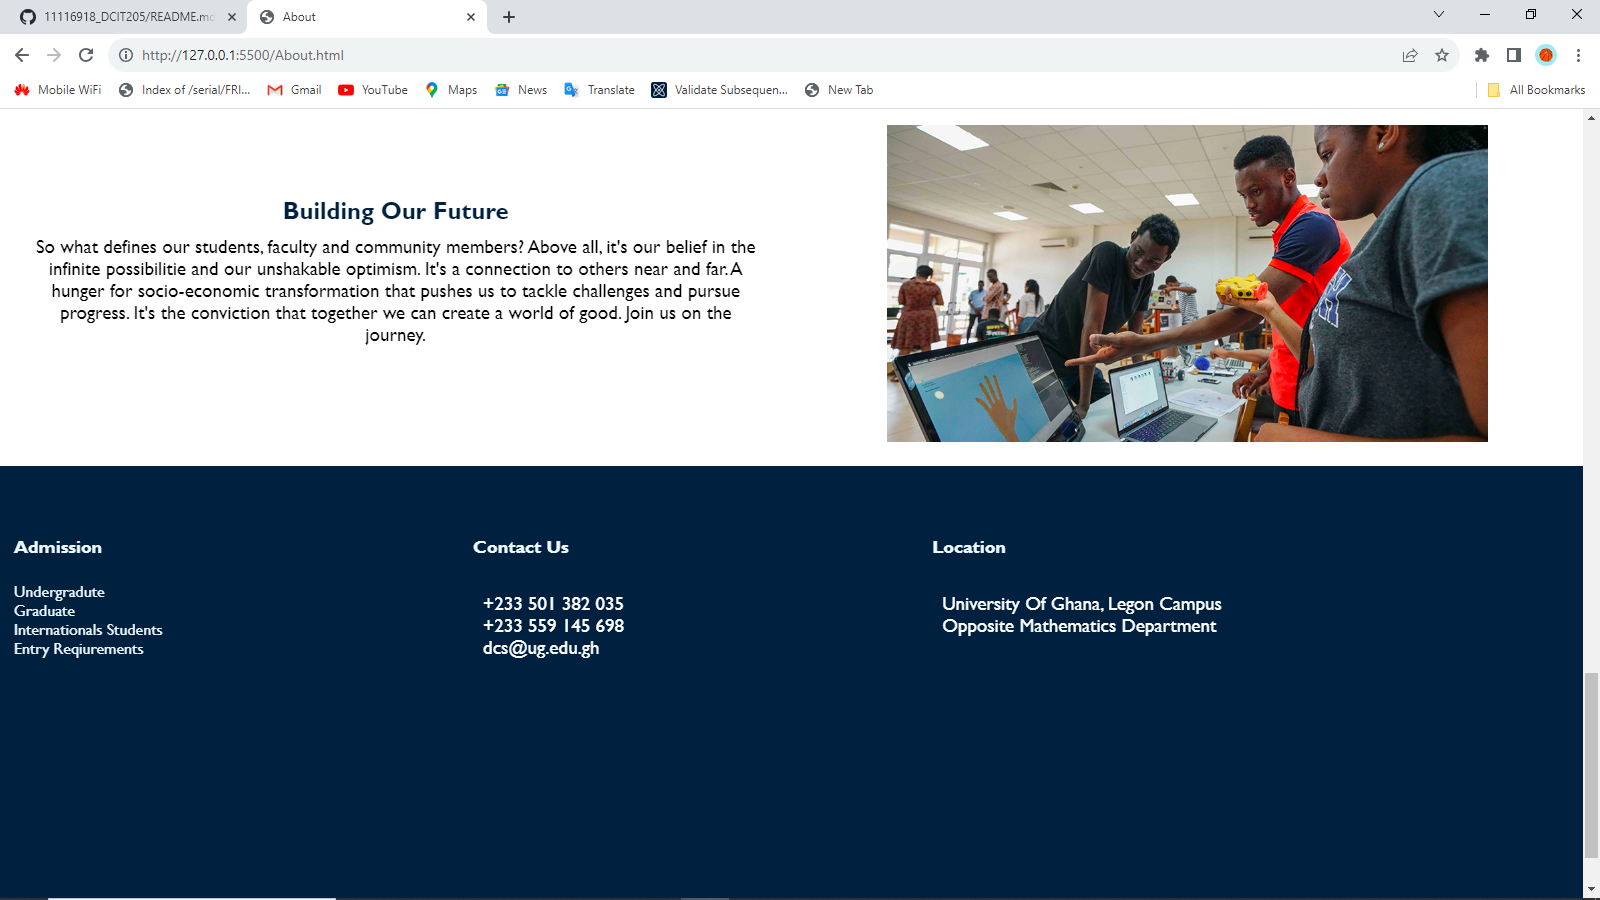 11116918_DCIT205/README.md
About
http://127.0.0.1:5500/About.html
Mobile WiFi
Index of /serial/FRI...
Gmail
YouTube
Maps
News
Translate
Validate Subsequen...
New Tab
All Bookmarks
Building Our Future
So what defines our students, faculty and community members? Above all, it's our belief in the
infinite possibilitie and our unshakable optimism. It's a connection to others near and far. A
hunger for socio-economic transformation that pushes us to tackle challenges and pursue
progress. It's the conviction that together we can create a world of good. Join us on the
journey.
Admission
Undergradute
Graduate
Internationals Students
Entry Reqiurements
Contact Us
+233 501 382 035
+233 559 145 698
dcs@ug.edu.gh
Location
University Of Ghana, Legon Campus
Opposite Mathematics Department